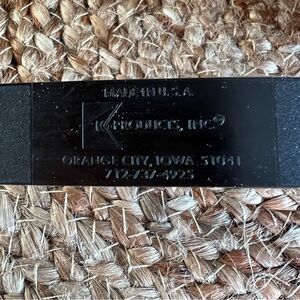 MADE IN U.S.A.
K-PRODUCTS, INC.®
ORANGE CITY, IOWA 51041
712-737-4925